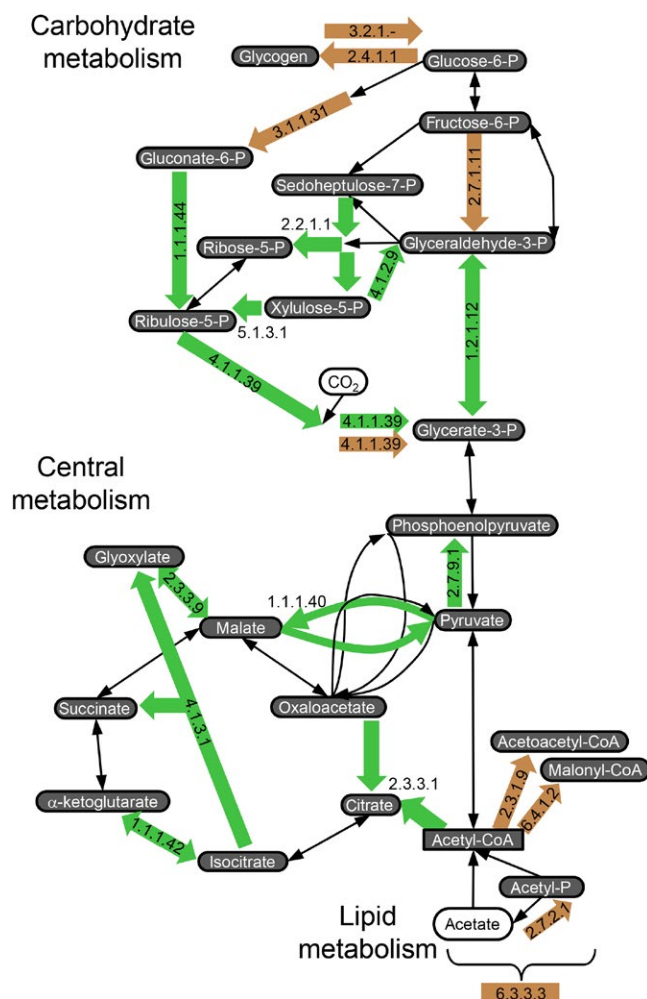 Carbohydrate
metabolism
3.2.1.-
Glycogen
2.4.1.1
Glucose-6-P
3.1.1.31
Fructose-6-P
Gluconate-6-P
2.7.1.11
Sedoheptulose-7-P
1.1.1.44
2.2.1.1
Ribose-5-P
Glyceraldehyde-3-P
4.1.2.9
Xylulose-5-P
Ribulose-5-P
5.1.3.1
1.2.1.12
4.1.1.39
CO2
4.1.1.39
Glycerate-3-P
4.1.1.39
Central
metabolism
Phosphoenolpyruvate
Glyoxylate
2.7.9.1
2.3.3.9
1.1.1.40
Malate
Pyruvate
Succinate
4.1.3.1
Oxaloacetate
Acetoacetyl-CoA
Malonyl-CoA
2.3.1.9
6.4.1.2
α-ketoglutarate
Citrate
2.3.3.1
1.1.1.42
Acetyl-CoA
Isocitrate
Acetyl-P
Lipid
metabolism
Acetate
2.7.2.1
6.3.3.3